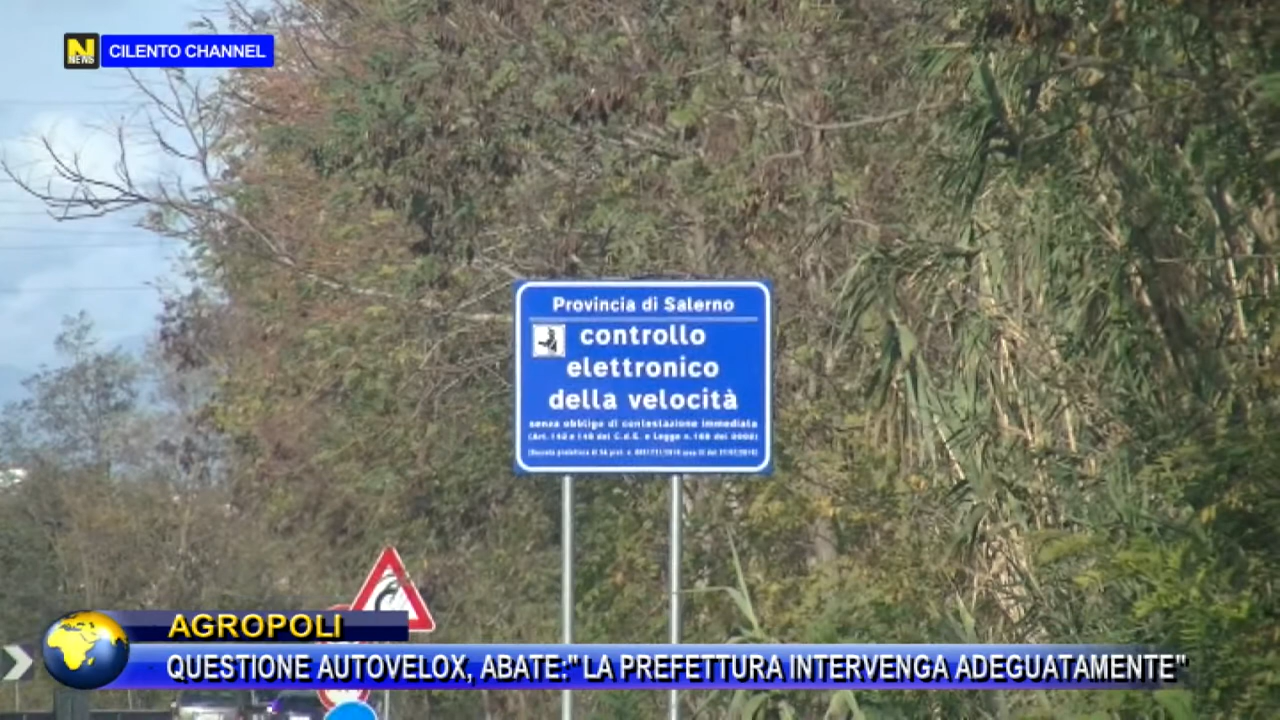 N
NEWS
CILENTO CHANNEL
Provincia di Salerno
controllo
elettronico
della velocità
senza obbligo di contestazione immediata
AGROPOLI
QUESTIONE AUTOVELOX, ABATE:" LA PREFETTURA INTERVENGA ADEGUATAMENTE"